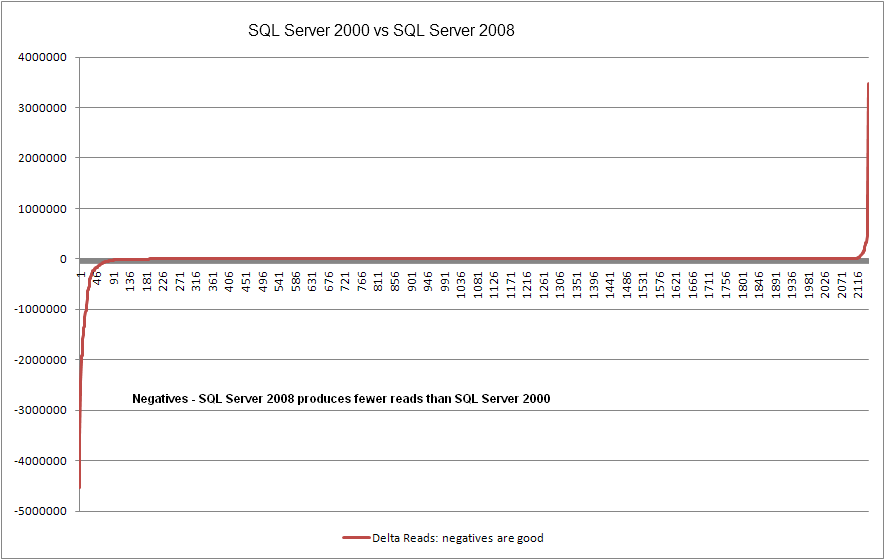 SQL Server 2000 vs SQL Server 2008
4000000
3000000
2000000
1000000
0
1 46 91 136 181 226 271 316 361 406 451 496 541 586 631 676 721 766 811 856 901 946 991 1036 1081 1126 1171 1216 1261 1306 1351 1396 1441 1486 1531 1576 1621 1666 1711 1756 1801 1846 1891 1936 1981 2026 2071 2116
-1000000
-2000000
Negatives - SQL Server 2008 produces fewer reads than SQL Server 2000
-3000000
-4000000
-5000000
Delta Reads: negatives are good